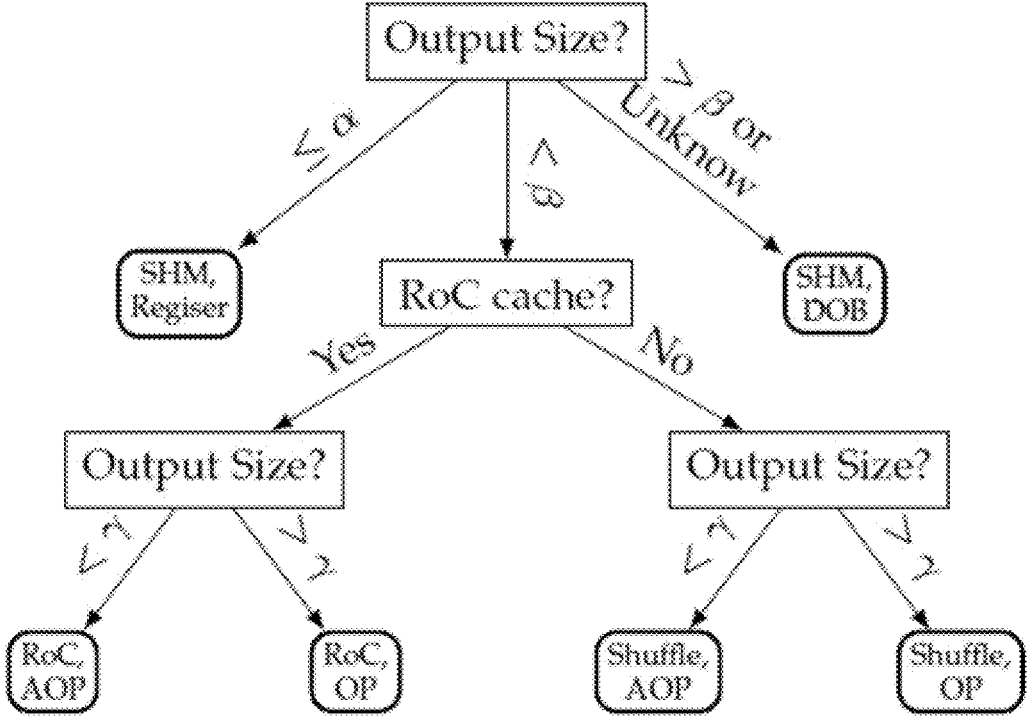 Output Size?
≤ α
< β
> β or
Unknow
SHM,
Regiser
RoC cache?
SHM,
DOB
Yes
No
Output Size?
Output Size?
< γ
> γ
< γ
> γ
RoC,
AOP
RoC,
OP
Shuffle,
AOP
Shuffle,
OP